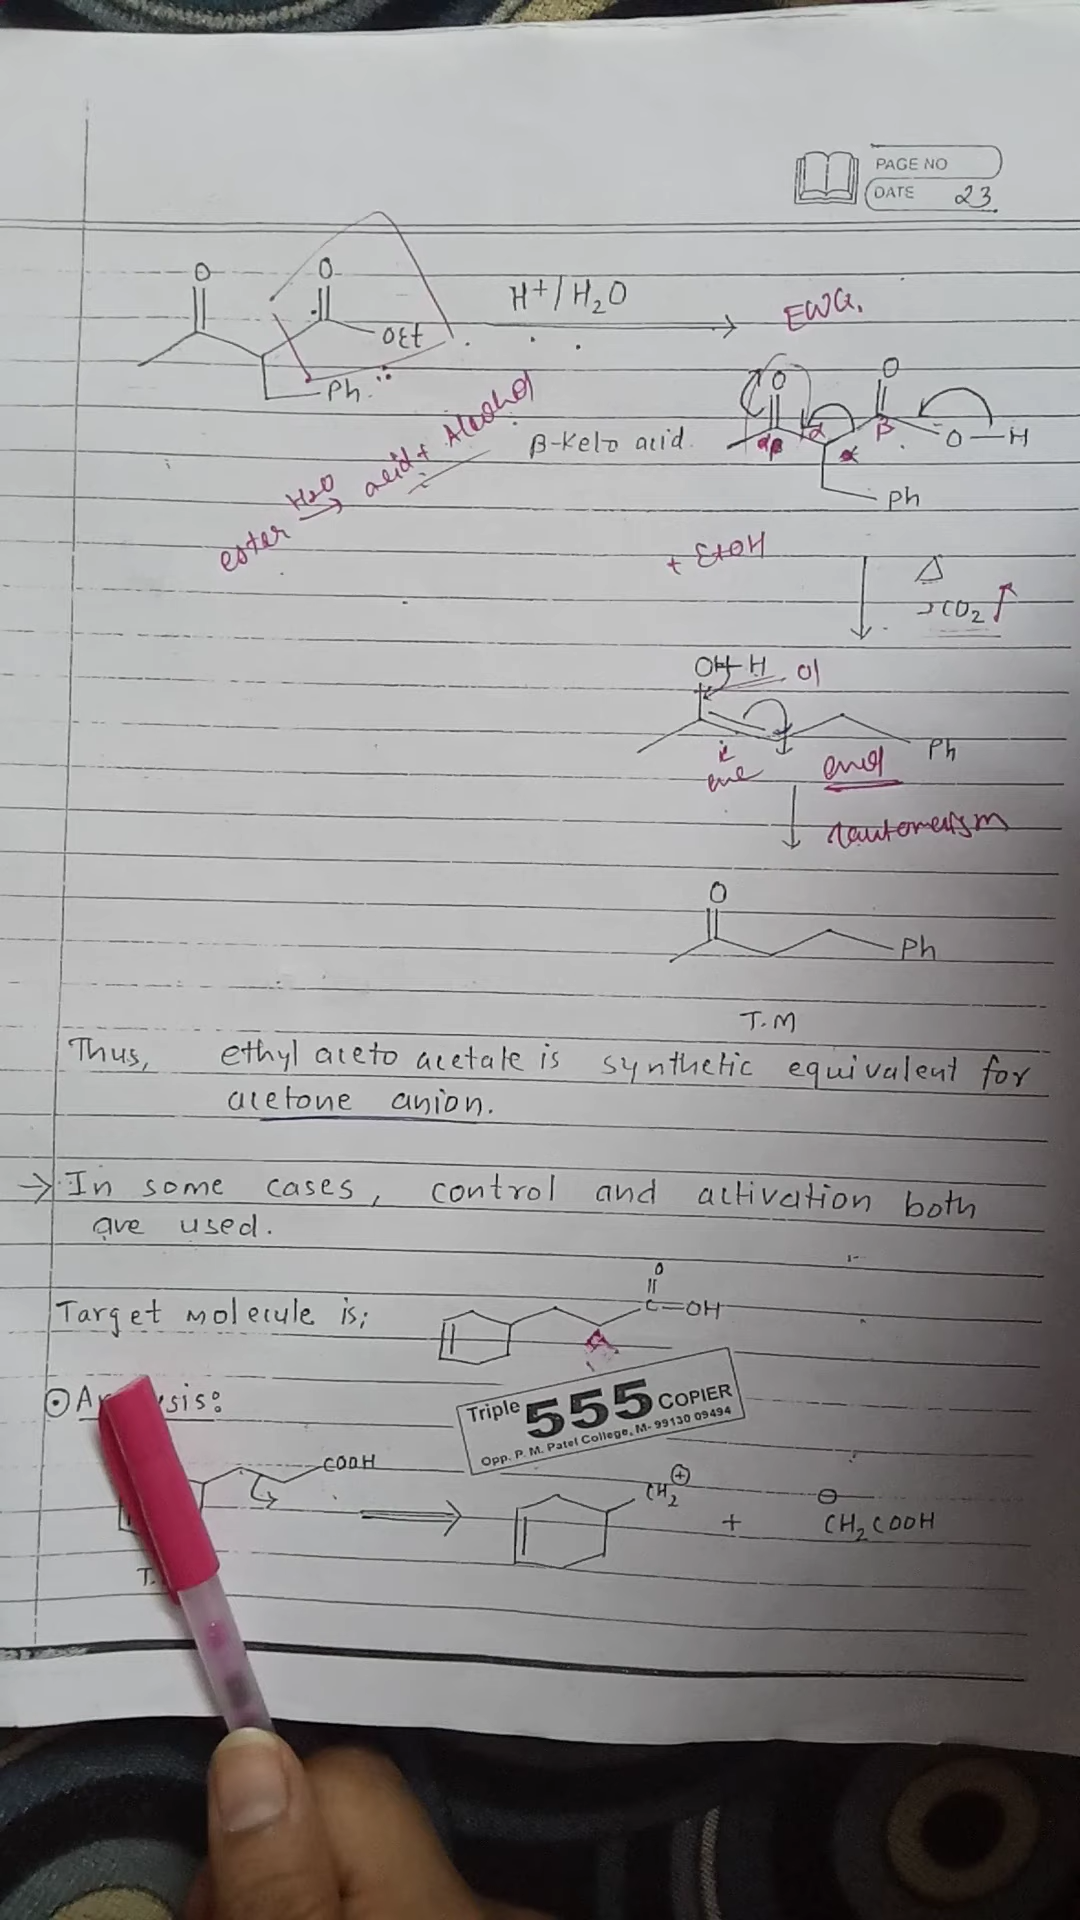 PAGE NO
DATE 23
O O
H+/H2O
EWG.
OEt
Ph
O O
β-Keto acid.
β α α β
O—H
Ph
ester H2O → acid + Alcohol
+ EtOH
Δ
CO2↑
OH H ol
Ph
ene enol
tautomerism
O
Ph
T.M
Thus, ethyl aceto acetate is synthetic equivalent for
acetone anion.
→ In some cases, control and activation both
are used.
Target molecule is;
O
C—OH
Triple 555 COPIER
Opp. P. M. Patel College, M- 99130 09494
COOH
CH2 ⊕
+
⊖
CH2COOH